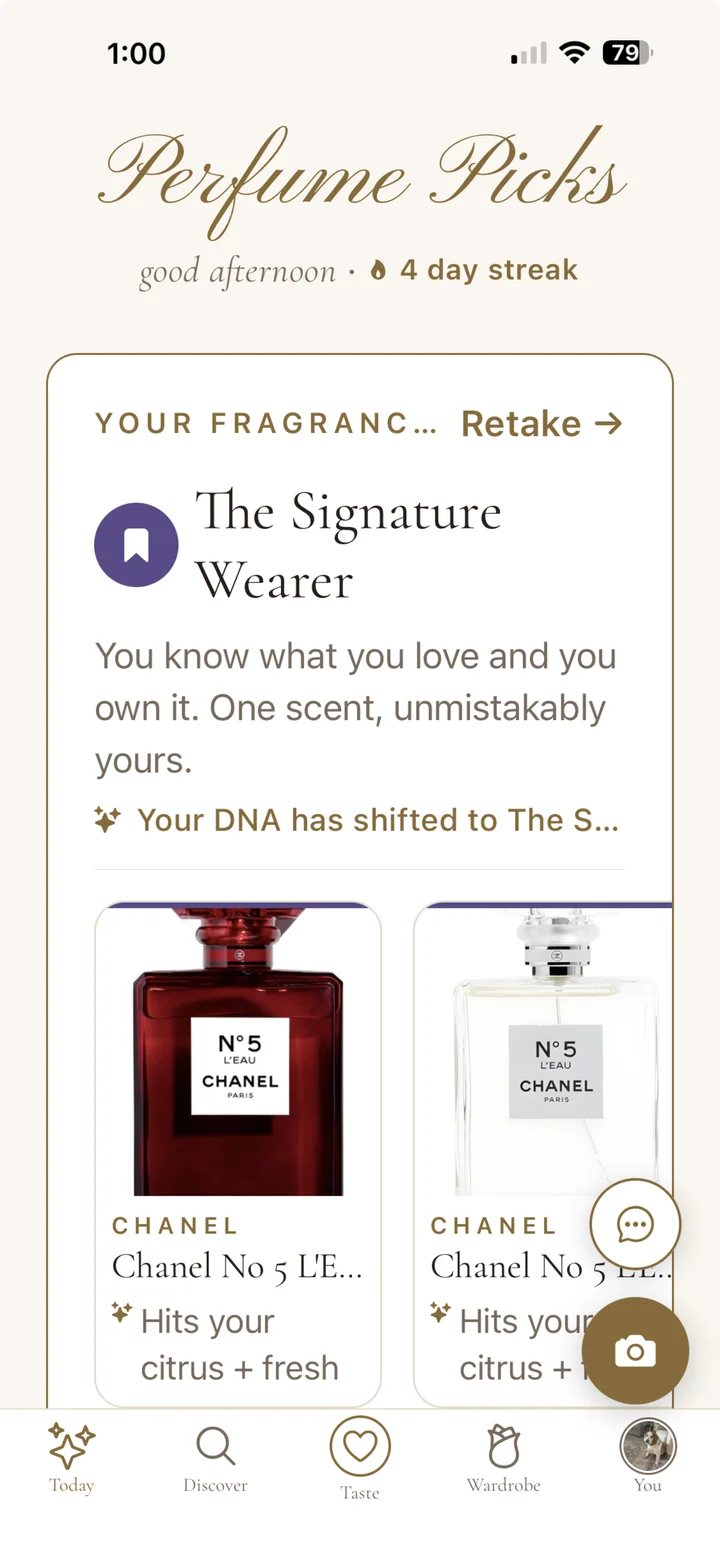 1:00
79
Perfume Picks
good afternoon · 4 day streak
YOUR FRAGRANC... Retake →
The Signature
Wearer
You know what you love and you
own it. One scent, unmistakably
yours.
Your DNA has shifted to The S...
N°5
L'EAU
CHANEL
PARIS
N°5
L'EAU
CHANEL
PARIS
CHANEL
Chanel No 5 L'E...
Hits your
citrus + fresh
CHANEL
Chanel No 5 L'E...
Hits your
citrus +
Today
Discover
Taste
Wardrobe
You